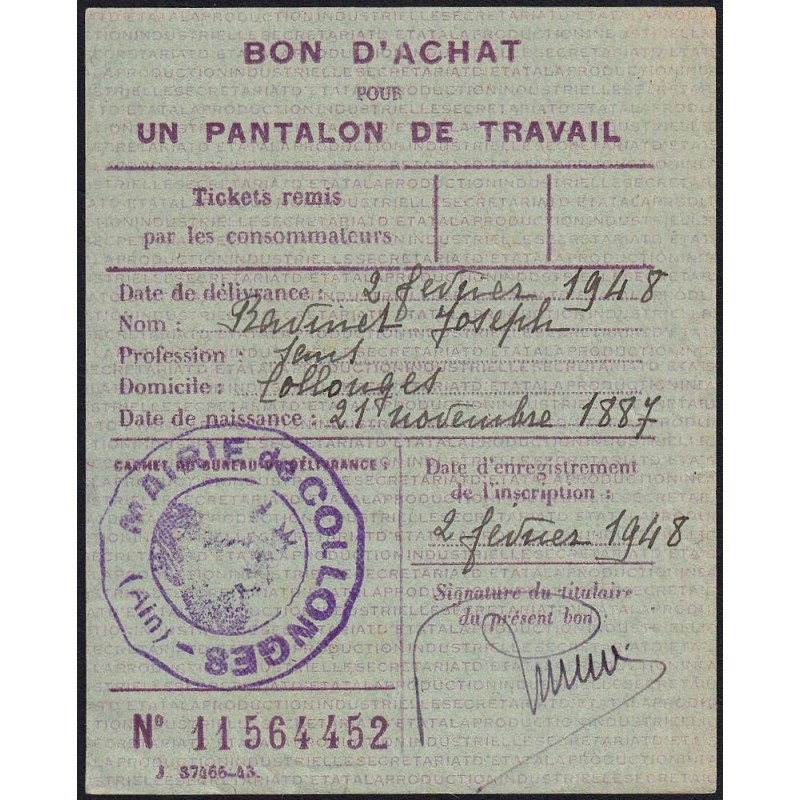 BON D'ACHAT
POUR
UN PANTALON DE TRAVAIL
Tickets remis
par les consommateurs
Date de délivrance : 2 février 1948
Nom : Ravinet Joseph
Profession : sans
Domicile : Collonges
Date de naissance : 21 novembre 1887
CACHET DU BUREAU DE DÉLIVRANCE :
MAIRIE de COLLONGES - (Ain)
Date d'enregistrement
de l'inscription :
2 février 1948
Signature du titulaire
du présent bon :
N° 11564452
J 37466-43.